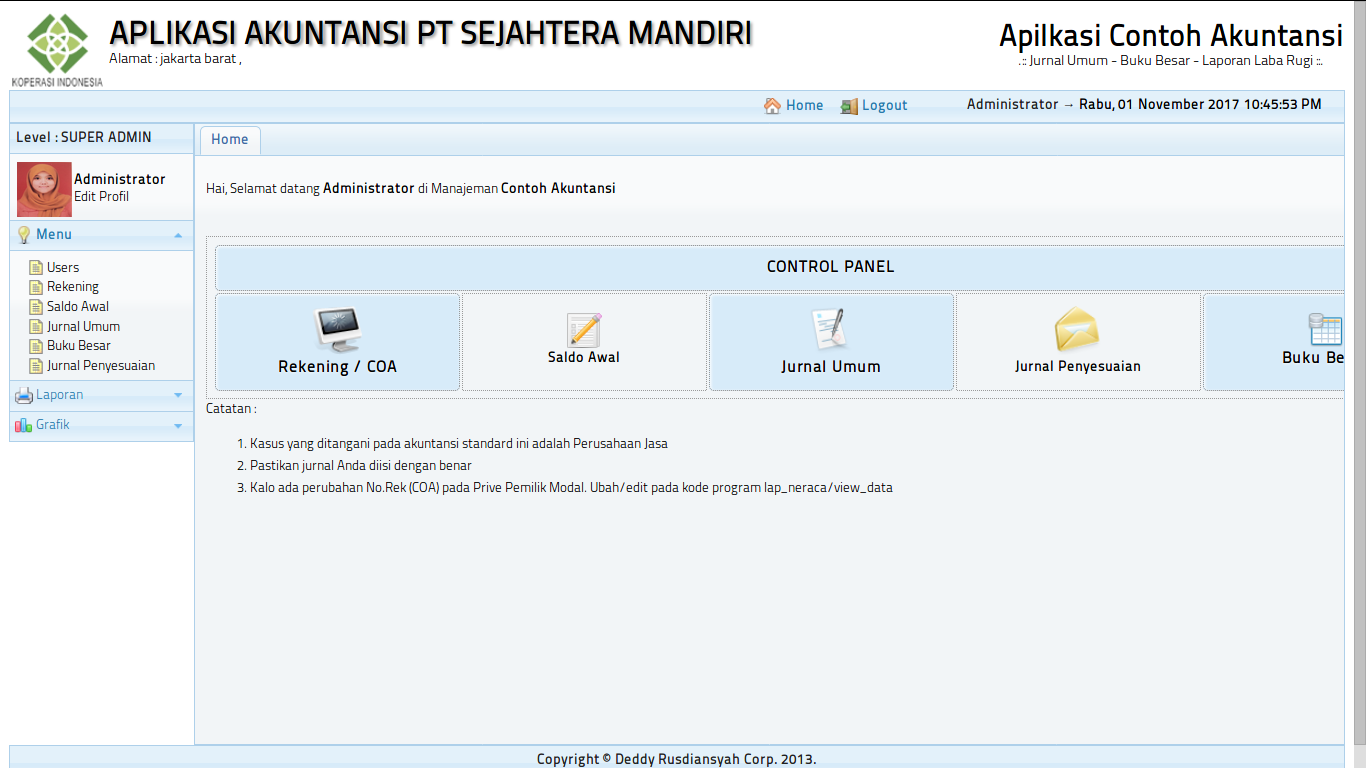 APLIKASI AKUNTANSI PT SEJAHTERA MANDIRI
Alamat : jakarta barat ,
KOPERASI INDONESIA
Apilkasi Contoh Akuntansi
.:: Jurnal Umum - Buku Besar - Laporan Laba Rugi ::.
Home Logout Administrator → Rabu, 01 November 2017 10:45:53 PM
Level : SUPER ADMIN
Administrator
Edit Profil
Menu
Users
Rekening
Saldo Awal
Jurnal Umum
Buku Besar
Jurnal Penyesuaian
Laporan
Grafik
Home
Hai, Selamat datang Administrator di Manajeman Contoh Akuntansi
CONTROL PANEL
Rekening / COA
Saldo Awal
Jurnal Umum
Jurnal Penyesuaian
Buku Be
Catatan :
1. Kasus yang ditangani pada akuntansi standard ini adalah Perusahaan Jasa
2. Pastikan jurnal Anda diisi dengan benar
3. Kalo ada perubahan No.Rek (COA) pada Prive Pemilik Modal. Ubah/edit pada kode program lap_neraca/view_data
Copyright © Deddy Rusdiansyah Corp. 2013.